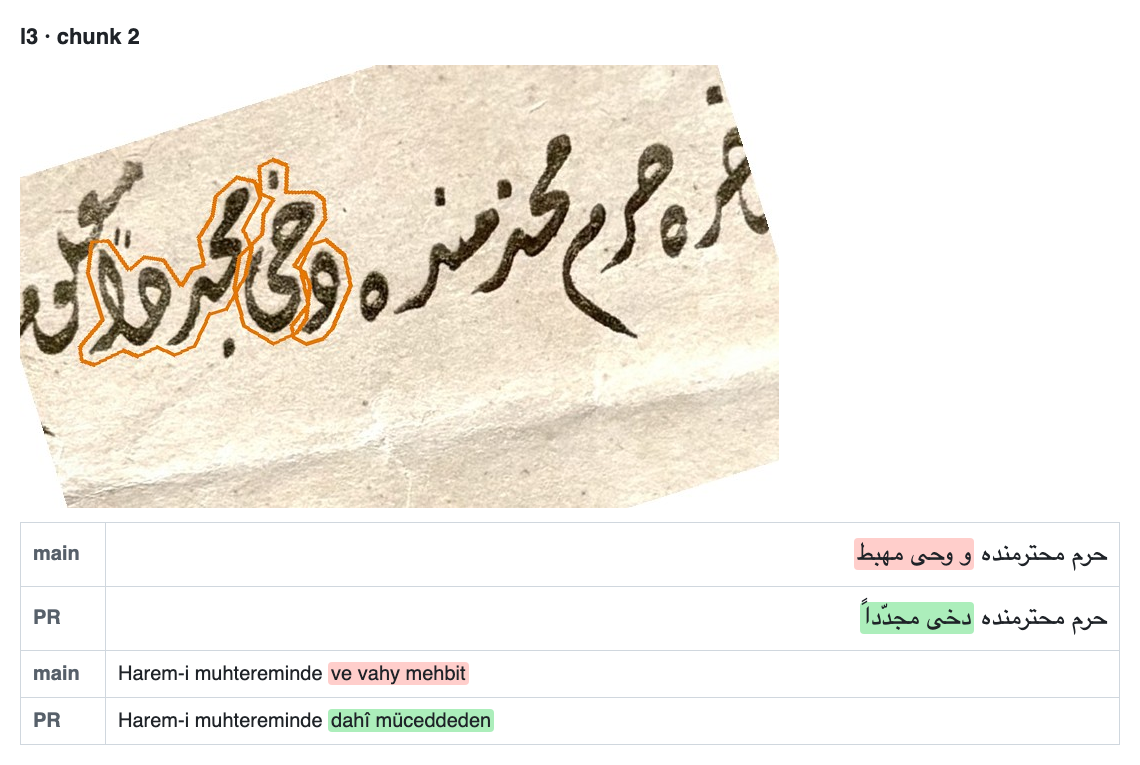 l3 · chunk 2
حرم محترمنده دخی مجدداً
main حرم محترمنده و وحی مهبط
PR حرم محترمنده دخی مجدّداً
main Harem-i muhtereminde ve vahy mehbit
PR Harem-i muhtereminde dahî müceddeden